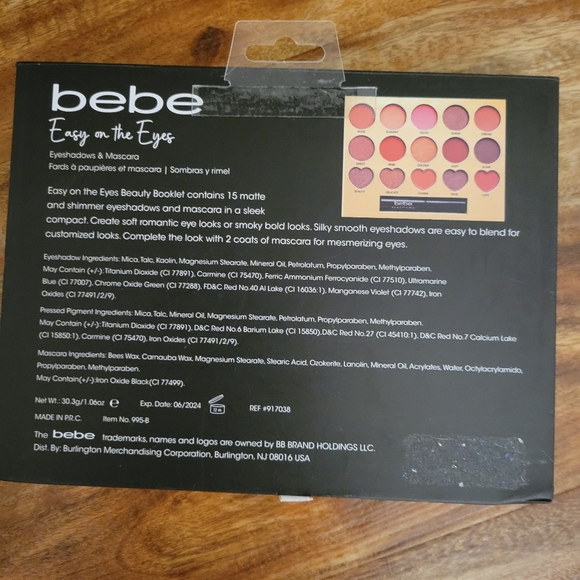 bebe
Easy on the Eyes
Eyeshadows & Mascara
Fards à paupières et mascara | Sombras y rimel
Easy on the Eyes Beauty Booklet contains 15 matte
and shimmer eyeshadows and mascara in a sleek
compact. Create soft romantic eye looks or smoky bold looks. Silky smooth eyeshadows are easy to blend for
customized looks. Complete the look with 2 coats of mascara for mesmerizing eyes.
bebe
Eyeshadow Ingredients: Mica, Talc, Kaolin, Magnesium Stearate, Mineral Oil, Petrolatum, Propylparaben, Methylparaben.
May Contain (+/-): Titanium Dioxide (CI 77891), Carmine (CI 75470), Ferric Ammonium Ferrocyanide (CI 77510), Ultramarine
Blue (CI 77007), Chrome Oxide Green (CI 77288), FD&C Red No.40 Al Lake (CI 16036:1), Manganese Violet (CI 77742), Iron
Oxides (CI 77491/2/9).
Pressed Pigment Ingredients: Mica, Talc, Mineral Oil, Magnesium Stearate, Petrolatum, Propylparaben, Methylparaben.
May Contain (+/-): Titanium Dioxide (CI 77891), D&C Red No.6 Barium Lake (CI 15850), D&C Red No.27 (CI 45410:1), D&C Red No.7 Calcium Lake
(CI 15850:1), Carmine (CI 75470), Iron Oxides (CI 77491/2/9).
Mascara Ingredients: Bees Wax, Carnauba Wax, Magnesium Stearate, Stearic Acid, Ozokerite, Lanolin, Mineral Oil, Acrylates, Water, Octylacrylamido,
Propylparaben, Methylparaben.
May Contain(+/-):Iron Oxide Black(CI 77499).
Net Wt.: 30.3g/1.06oz ℮ Exp. Date: 06/2024 12 M REF #917038
MADE IN P.R.C. Item No. 995-B
The bebe trademarks, names and logos are owned by BB BRAND HOLDINGS LLC.
Dist. By: Burlington Merchandising Corporation, Burlington, NJ 08016 USA